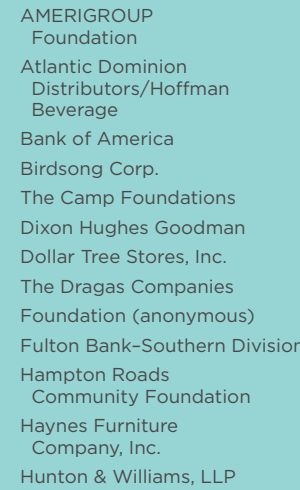 AMERIGROUP
Foundation
Atlantic Dominion
Distributors/Hoffman
Beverage
Bank of America
Birdsong Corp.
The Camp Foundations
Dixon Hughes Goodman
Dollar Tree Stores, Inc.
The Dragas Companies
Foundation (anonymous)
Fulton Bank–Southern Division
Hampton Roads
Community Foundation
Haynes Furniture
Company, Inc.
Hunton & Williams, LLP